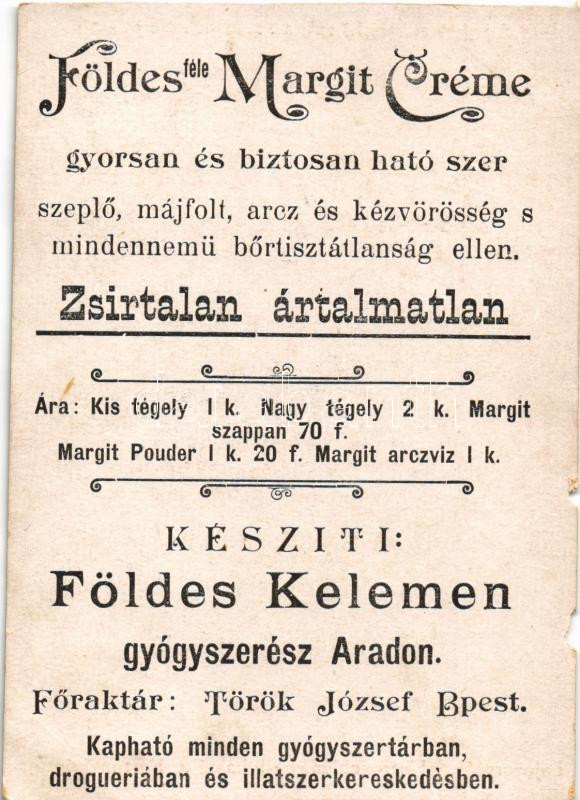 Földes féle Margit Créme
gyorsan és biztosan ható szer
szeplő, májfolt, arcz és kézvörösség s
mindennemü bőrtisztátlanság ellen.
Zsirtalan ártalmatlan
Ára: Kis tégely 1 k. Nagy tégely 2 k. Margit
szappan 70 f.
Margit Pouder 1 k. 20 f. Margit arczviz 1 k.
KÉSZITI:
Földes Kelemen
gyógyszerész Aradon.
Főraktár: Török József Bpest.
Kapható minden gyógyszertárban,
drogueriában és illatszerkereskedèsben.